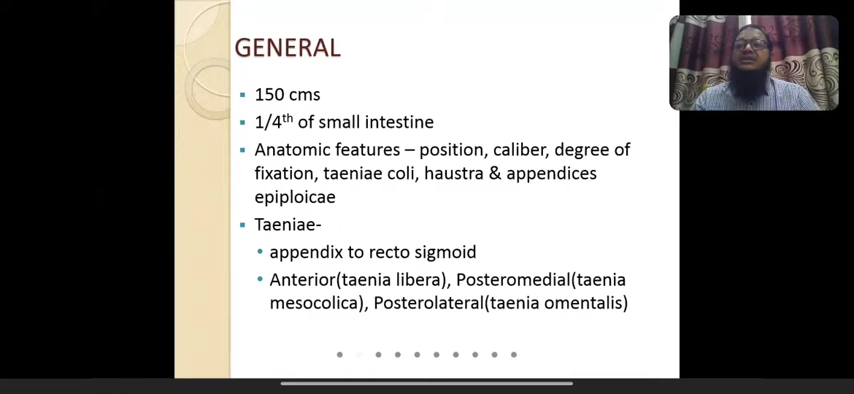 GENERAL
150 cms
1/4th of small intestine
Anatomic features – position, caliber, degree of
fixation, taeniae coli, haustra & appendices
epiploicae
Taeniae-
appendix to recto sigmoid
Anterior(taenia libera), Posteromedial(taenia
mesocolica), Posterolateral(taenia omentalis)